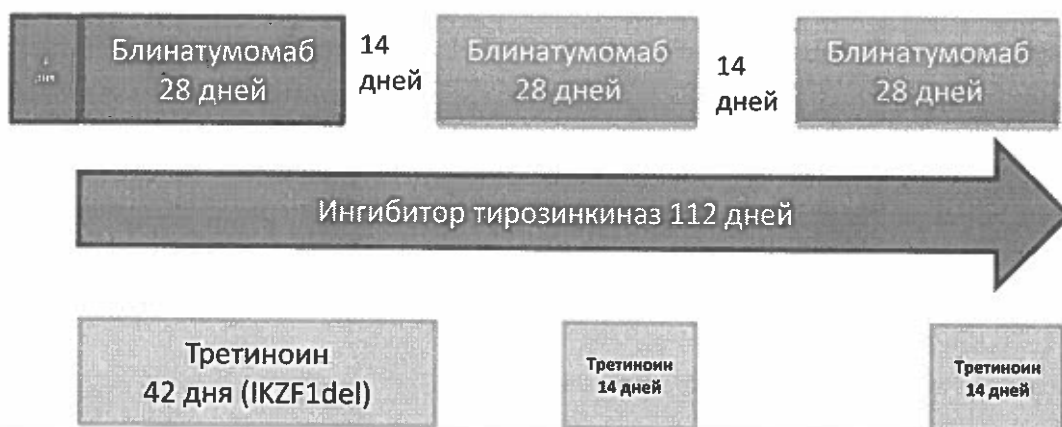 Блинатумомаб
28 дней
14
дней
Блинатумомаб
28 дней
14
дней
Блинатумомаб
28 дней
Ингибитор тирозинкиназ 112 дней
Третиноин
42 дня (IKZF1del)
Третиноин
14 дней
Третиноин
14 дней